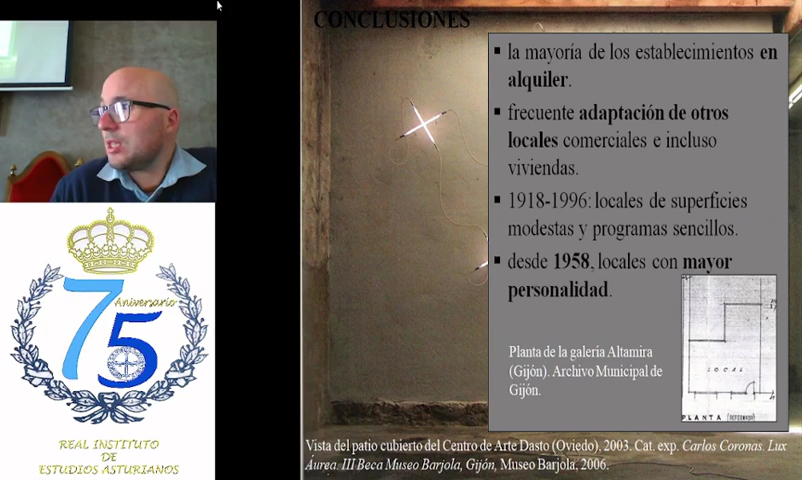 CONCLUSIONES
▪ la mayoría de los establecimientos en
alquiler.
▪ frecuente adaptación de otros
locales comerciales e incluso
viviendas.
▪ 1918-1996: locales de superficies
modestas y programas sencillos.
▪ desde 1958, locales con mayor
personalidad.
Planta de la galería Altamira
(Gijón). Archivo Municipal de
Gijón.
LOCAL
PLANTA
Vista del patio cubierto del Centro de Arte Dasto (Oviedo), 2003. Cat. exp. Carlos Coronas. Lux
Áurea. III Beca Museo Barjola, Gijón, Museo Barjola, 2006.
75
Aniversario
REAL INSTITUTO
DE
ESTUDIOS ASTURIANOS